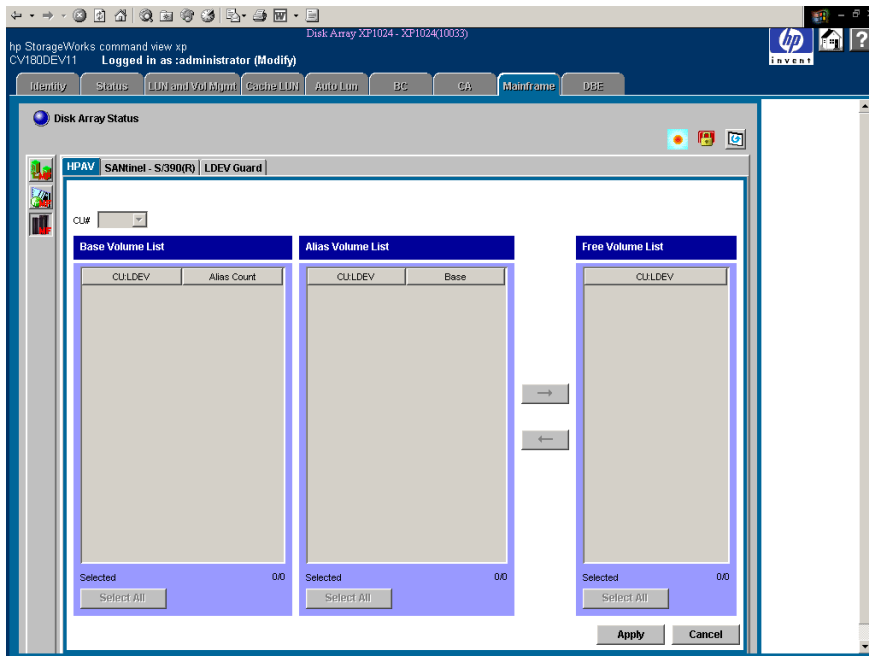 Disk Array XP1024 - XP1024(10033)
hp StorageWorks command view xp
CV180DEV11 Logged in as :administrator (Modify)
hp
invent
?
Identity Status LUN and Vol Mgmt Cache LUN Auto Lun BC CA Mainframe DBE
Disk Array Status
HPAV SANtinel - S/390(R) LDEV Guard
CU#
Base Volume List Alias Volume List Free Volume List
CU:LDEV Alias Count CU:LDEV Base CU:LDEV
Selected 0/0 Selected 0/0 Selected 0/0
Select All Select All Select All
Apply Cancel